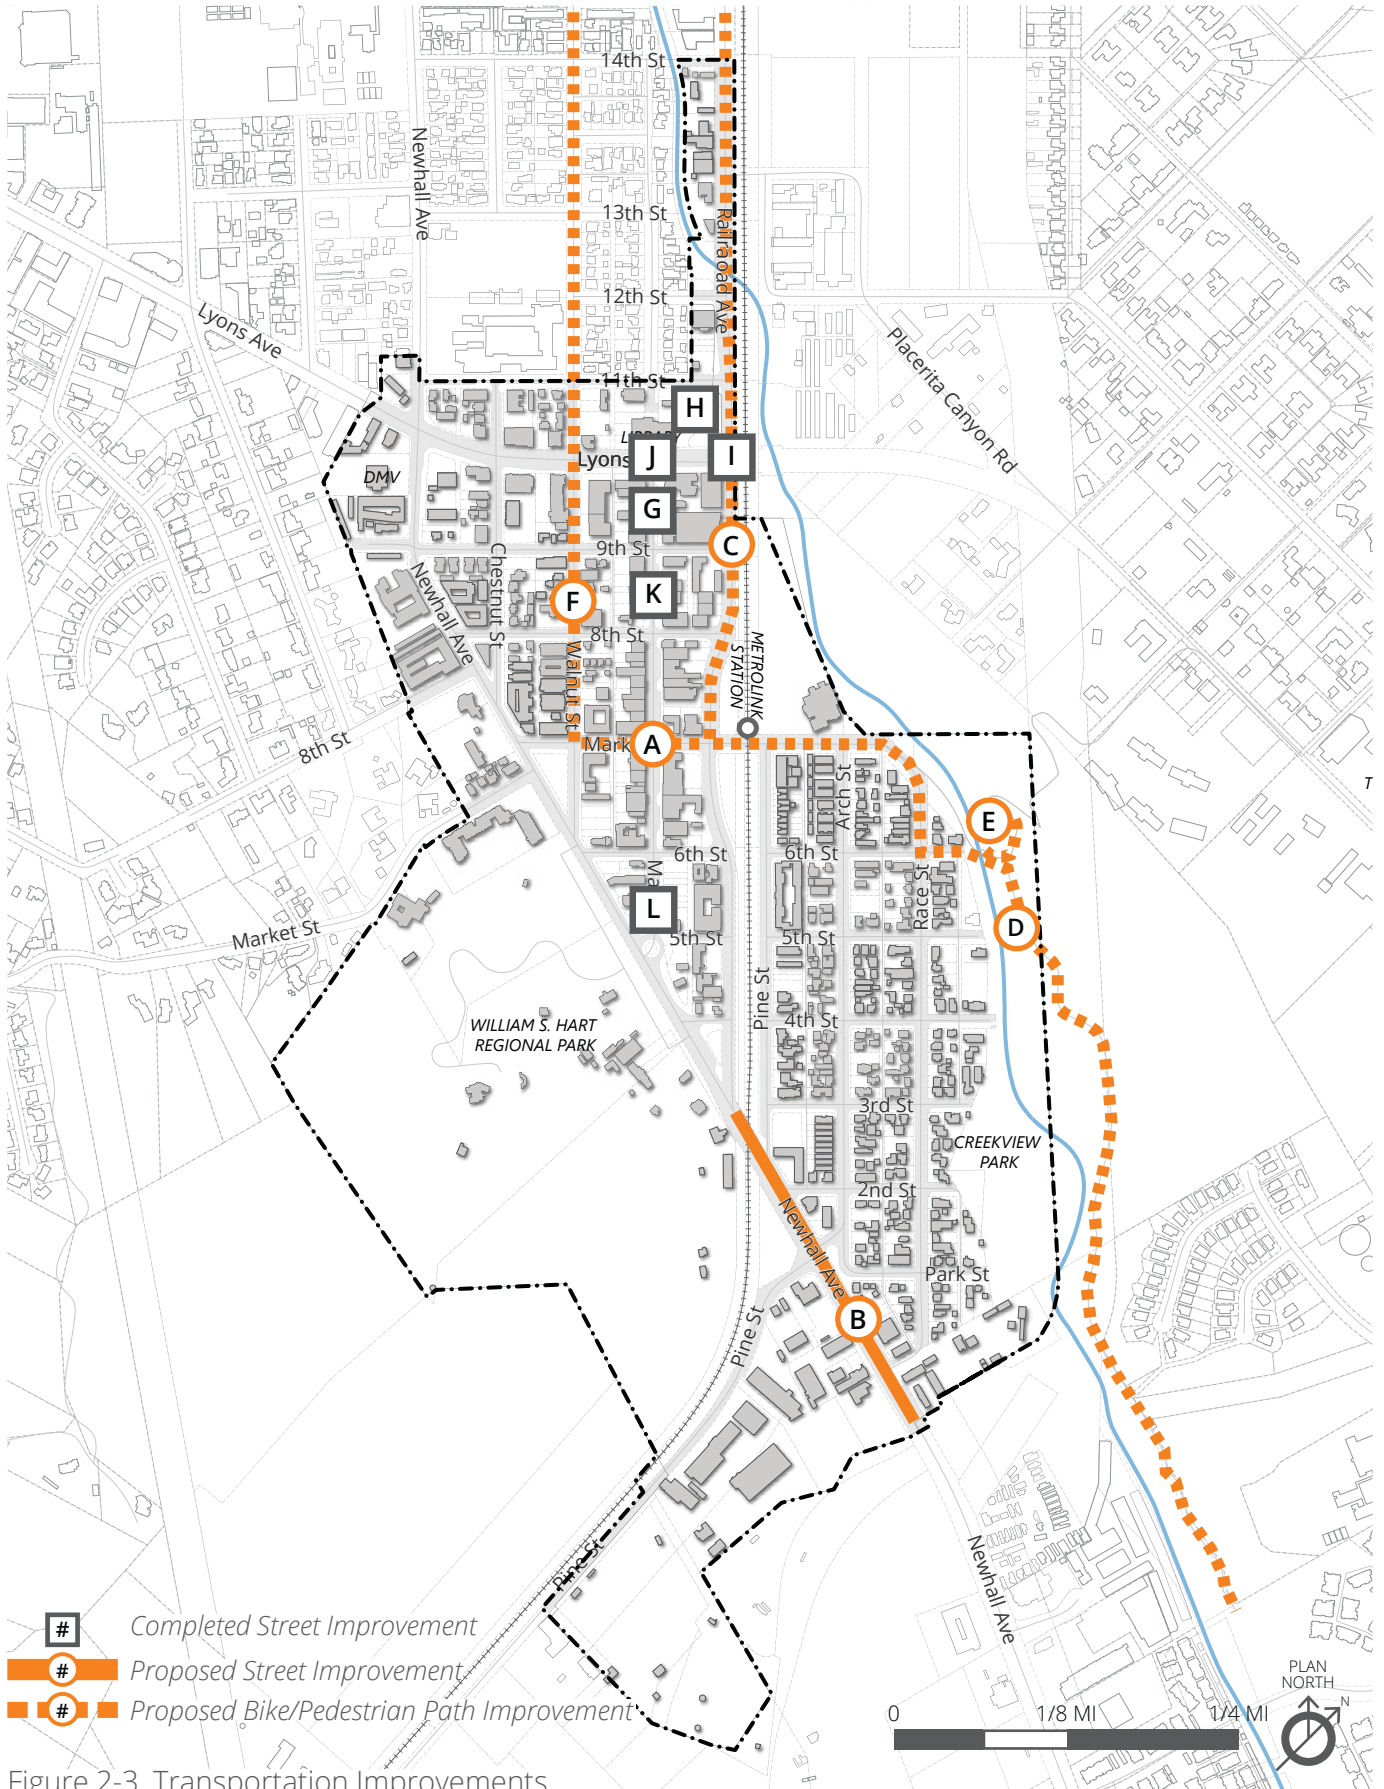 14th St
Newhall Ave
13th St
Railraoad Ave
12th St
Lyons Ave
Placerita Canyon Rd
11th St
H
LIBRARY
Lyons
J
I
DMV
G
9th St
C
Chestnut St
Newhall Ave
F
K
8th St
Walnut St
METROLINK
STATION
8th St
Mark
A
T
Arch St
E
6th St
6th St
Ma
Race St
L
D
Market St
5th St
5th St
Pine St
WILLIAM S. HART
REGIONAL PARK
4th St
3rd St
CREEKVIEW
PARK
2nd St
Newhall Ave
Park St
B
Pine St
Pine St
Newhall Ave
# Completed Street Improvement
# Proposed Street Improvement
# Proposed Bike/Pedestrian Path Improvement
PLAN
NORTH
N
0 1/8 MI 1/4 MI
Figure 2-3 Transportation Improvements